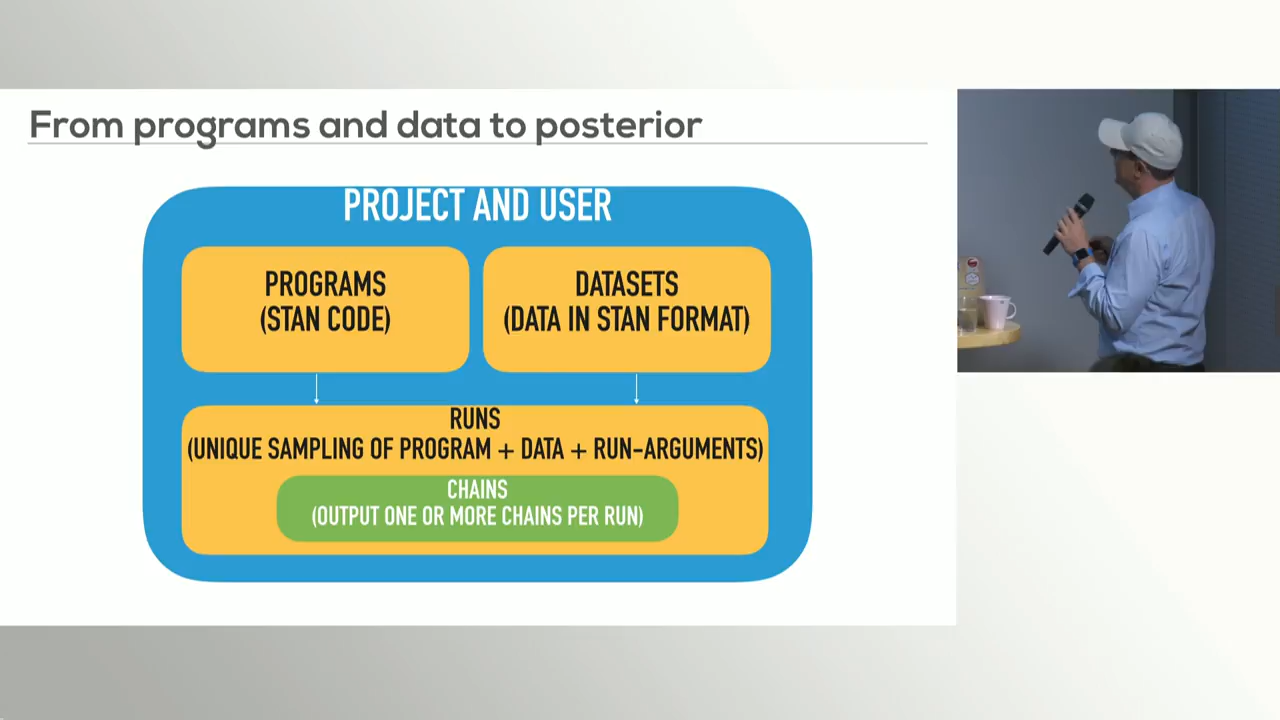 From programs and data to posterior
PROJECT AND USER
PROGRAMS
(STAN CODE)
DATASETS
(DATA IN STAN FORMAT)
RUNS
(UNIQUE SAMPLING OF PROGRAM + DATA + RUN-ARGUMENTS)
CHAINS
(OUTPUT ONE OR MORE CHAINS PER RUN)